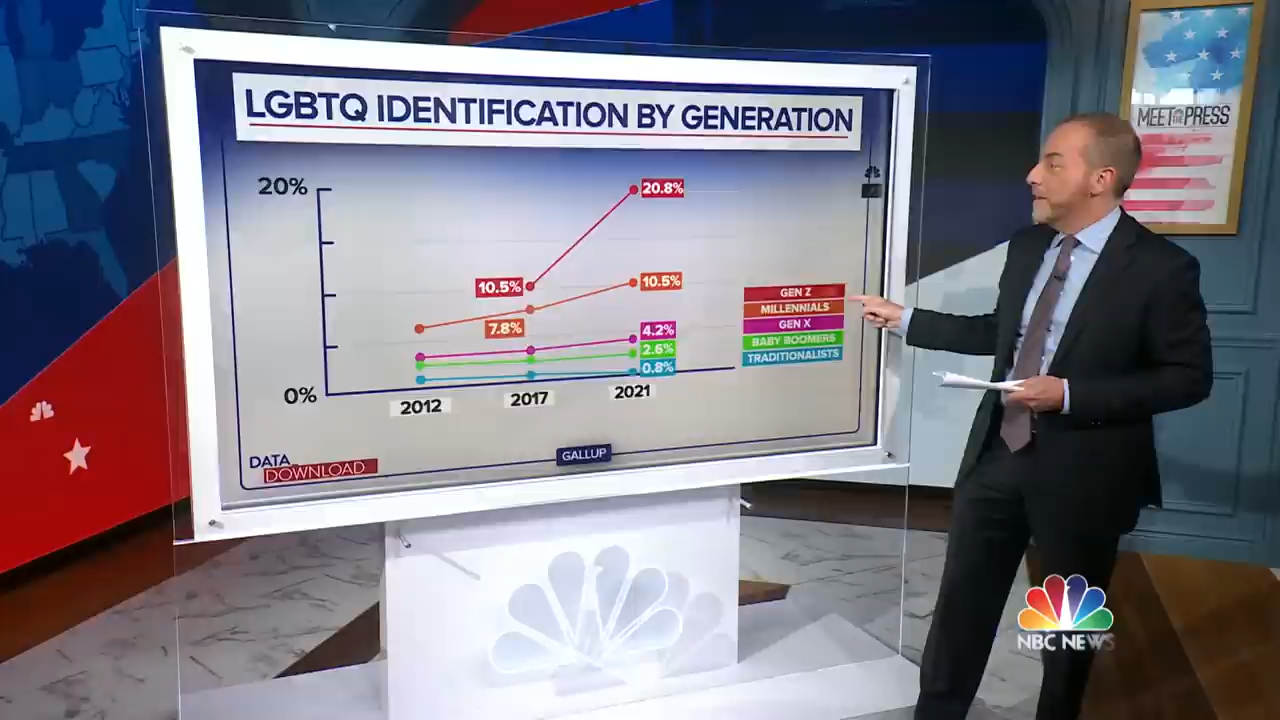 LGBTQ IDENTIFICATION BY GENERATION
MEET THE PRESS
20%
20.8%
10.5%
10.5%
7.8%
4.2%
2.6%
0.8%
GEN Z
MILLENNIALS
GEN X
BABY BOOMERS
TRADITIONALISTS
0%
2012
2017
2021
DATA
DOWNLOAD
GALLUP
NBC NEWS